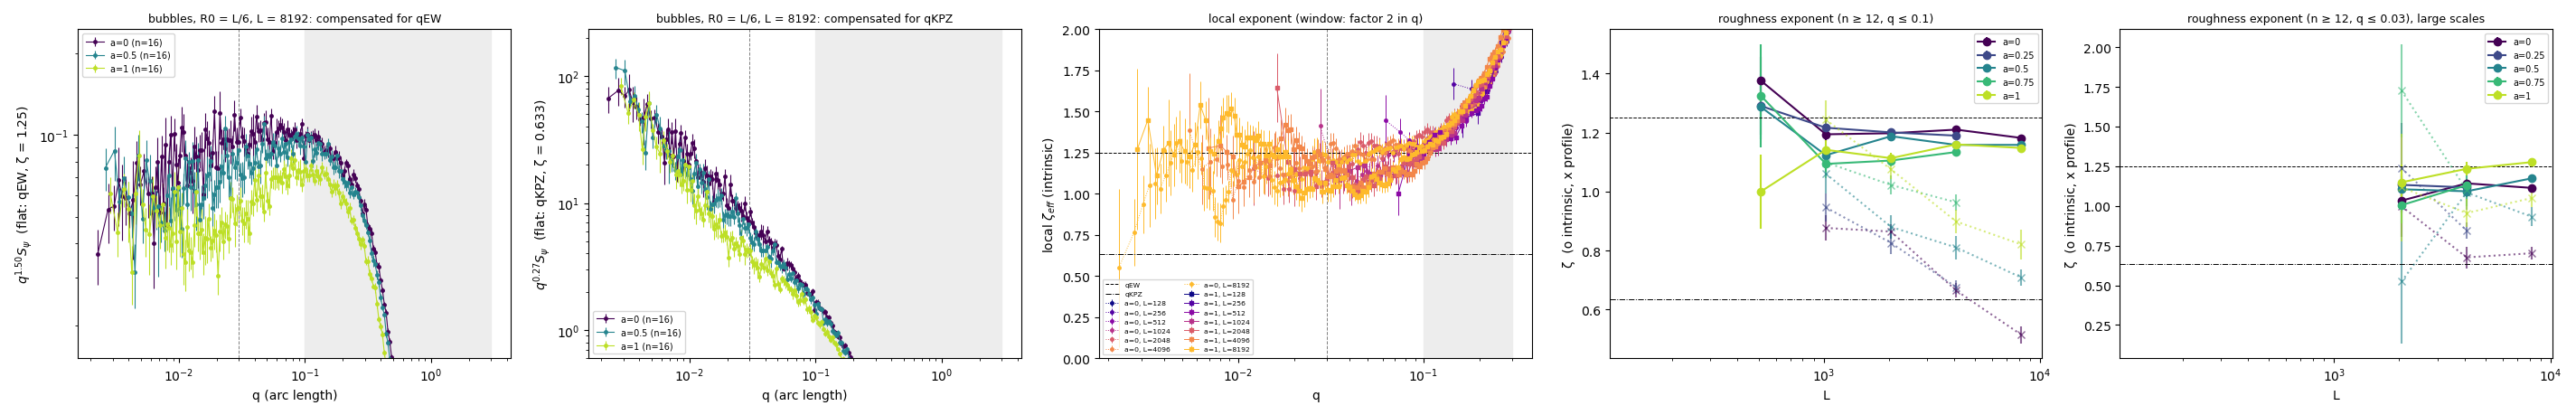 bubbles, R0 = L/6, L = 8192: compensated for qEW
q^1.50 S_ψ (flat: qEW, ζ = 1.25)
a=0 (n=16)
a=0.5 (n=16)
a=1 (n=16)
10^-1
10^-2
10^-1
10^0
q (arc length)
bubbles, R0 = L/6, L = 8192: compensated for qKPZ
q^0.27 S_ψ (flat: qKPZ, ζ = 0.633)
10^2
10^1
10^0
a=0 (n=16)
a=0.5 (n=16)
a=1 (n=16)
10^-2
10^-1
10^0
q (arc length)
local exponent (window: factor 2 in q)
local ζ_eff (intrinsic)
2.00
1.75
1.50
1.25
1.00
0.75
0.50
0.25
0.00
qEW
qKPZ
a=0, L=128
a=0, L=256
a=0, L=512
a=0, L=1024
a=0, L=2048
a=0, L=4096
a=0, L=8192
a=1, L=128
a=1, L=256
a=1, L=512
a=1, L=1024
a=1, L=2048
a=1, L=4096
a=1, L=8192
10^-2
10^-1
q
roughness exponent (n ≥ 12, q ≤ 0.1)
ζ (o intrinsic, x profile)
1.4
1.2
1.0
0.8
0.6
a=0
a=0.25
a=0.5
a=0.75
a=1
10^3
10^4
L
roughness exponent (n ≥ 12, q ≤ 0.03), large scales
ζ (o intrinsic, x profile)
2.00
1.75
1.50
1.25
1.00
0.75
0.50
0.25
a=0
a=0.25
a=0.5
a=0.75
a=1
10^3
10^4
L